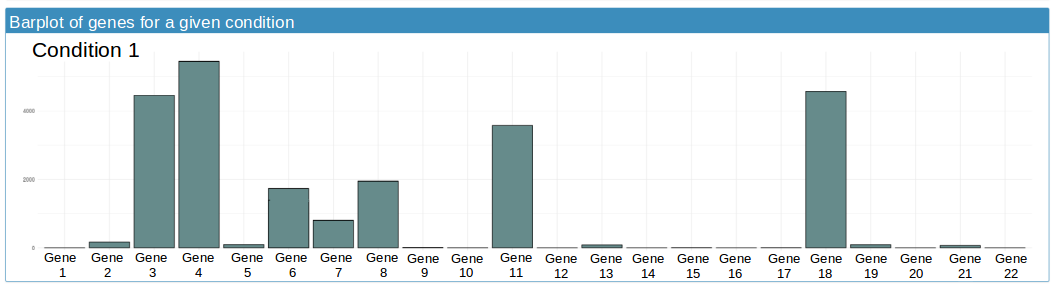 Barplot of genes for a given condition
Condition 1
4000
2000
0
Gene Gene Gene Gene Gene Gene Gene Gene Gene Gene Gene Gene Gene Gene Gene Gene Gene Gene Gene Gene Gene Gene
1 2 3 4 5 6 7 8 9 10 11 12 13 14 15 16 17 18 19 20 21 22